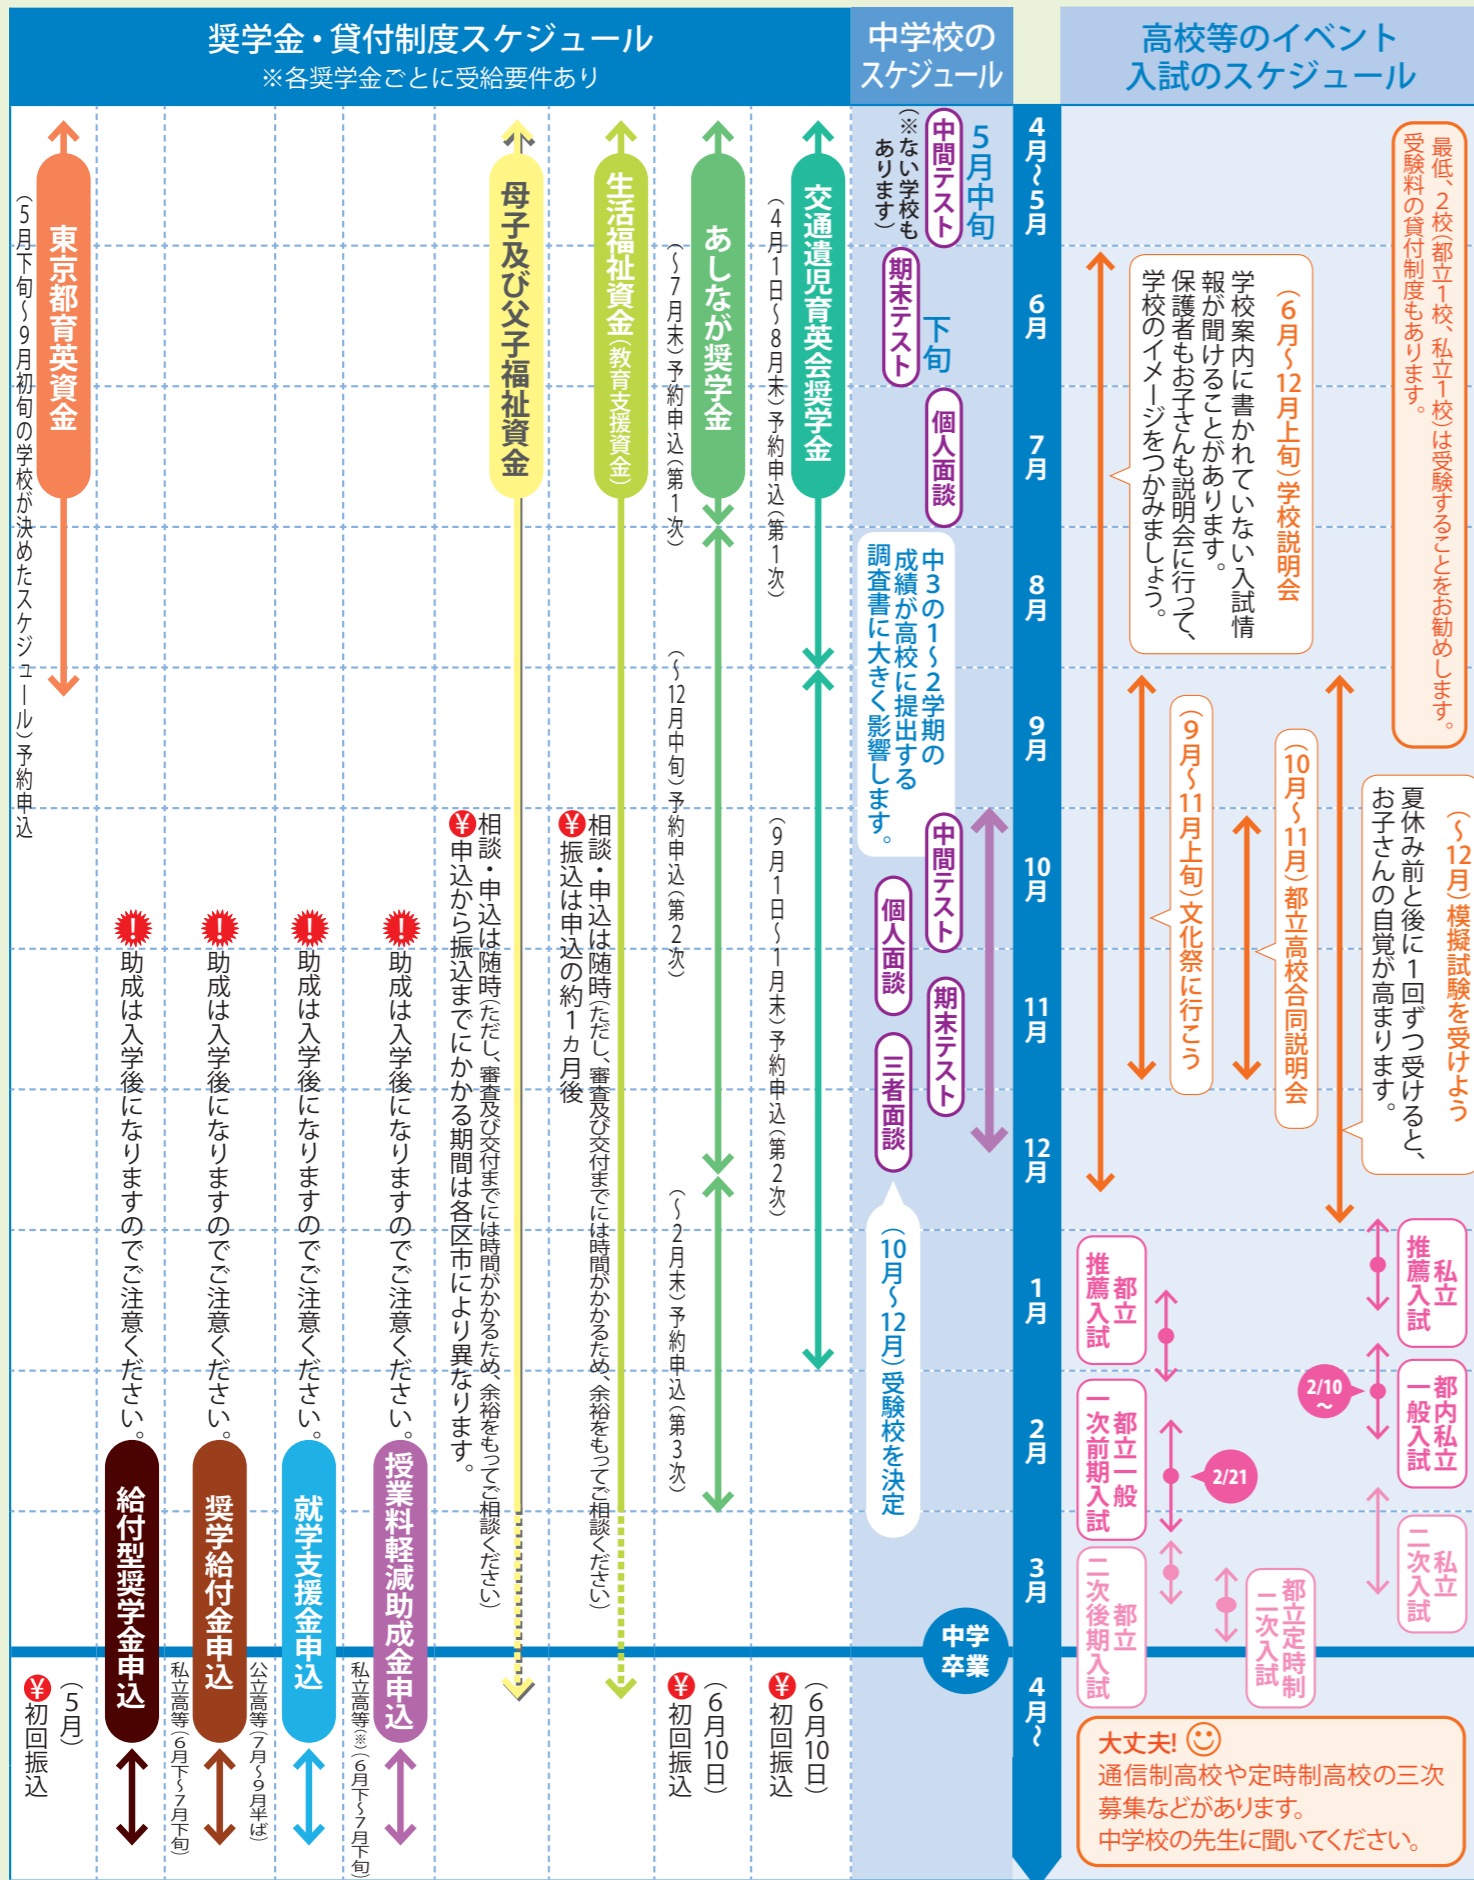 奨学金・貸付制度スケジュール
※各奨学金ごとに受給要件あり
中学校の
スケジュール
高校等のイベント
入試のスケジュール
4月〜5月
6月
7月
8月
9月
10月
11月
12月
1月
2月
3月
4月〜
最低、2校(都立1校、私立1校)は受験することをお勧めします。
受験料の貸付制度もあります。
(6月〜12月上旬)学校説明会
学校案内に書かれていない入試情
報が聞けることがあります。
保護者もお子さんも説明会に行って、
学校のイメージをつかみましょう。
(〜12月)模擬試験を受けよう
夏休み前と後に1回ずつ受けると、
お子さんの自覚が高まります。
(10月〜11月)都立高校合同説明会
(9月〜11月上旬)文化祭に行こう
私立
推薦入試
都内私立
一般入試
2/10
〜
私立
二次入試
都立
推薦入試
都立一般
一次前期入試
2/21
都立
二次後期入試
都立定時制
二次入試
大丈夫!
通信制高校や定時制高校の三次
募集などがあります。
中学校の先生に聞いてください。
5月中旬
中間テスト
(※ない学校も
あります)
下旬
期末テスト
個人面談
中3の1〜2学期の
成績が高校に提出する
調査書に大きく影響します。
中間テスト
個人面談
期末テスト
三者面談
(10月〜12月)受験校を決定
中学
卒業
交通遺児育英会奨学金
(4月1日〜8月末)予約申込(第1次)
(9月1日〜1月末)予約申込(第2次)
(6月10日)
¥初回振込
あしなが奨学金
(〜7月末)予約申込(第1次)
(〜12月中旬)予約申込(第2次)
(〜2月末)予約申込(第3次)
(6月10日)
¥初回振込
生活福祉資金(教育支援資金)
相談・申込は随時(ただし、審査及び交付までには時間がかかるため、余裕をもってご相談ください)
¥振込は申込の約1ヵ月後
母子及び父子福祉資金
相談・申込は随時(ただし、審査及び交付までには時間がかかるため、余裕をもってご相談ください)
¥申込から振込までにかかる期間は各区市により異なります。
!助成は入学後になりますのでご注意ください。
授業料軽減助成金申込
私立高等(※)(6月下〜7月下旬)
!助成は入学後になりますのでご注意ください。
就学支援金申込
!助成は入学後になりますのでご注意ください。
奨学給付金申込
公立高等(7月〜9月半ば)
私立高等(6月下〜7月下旬)
!助成は入学後になりますのでご注意ください。
給付型奨学金申込
東京都育英資金
(5月下旬〜9月初旬の学校が決めたスケジュール)予約申込
(5月)
¥初回振込